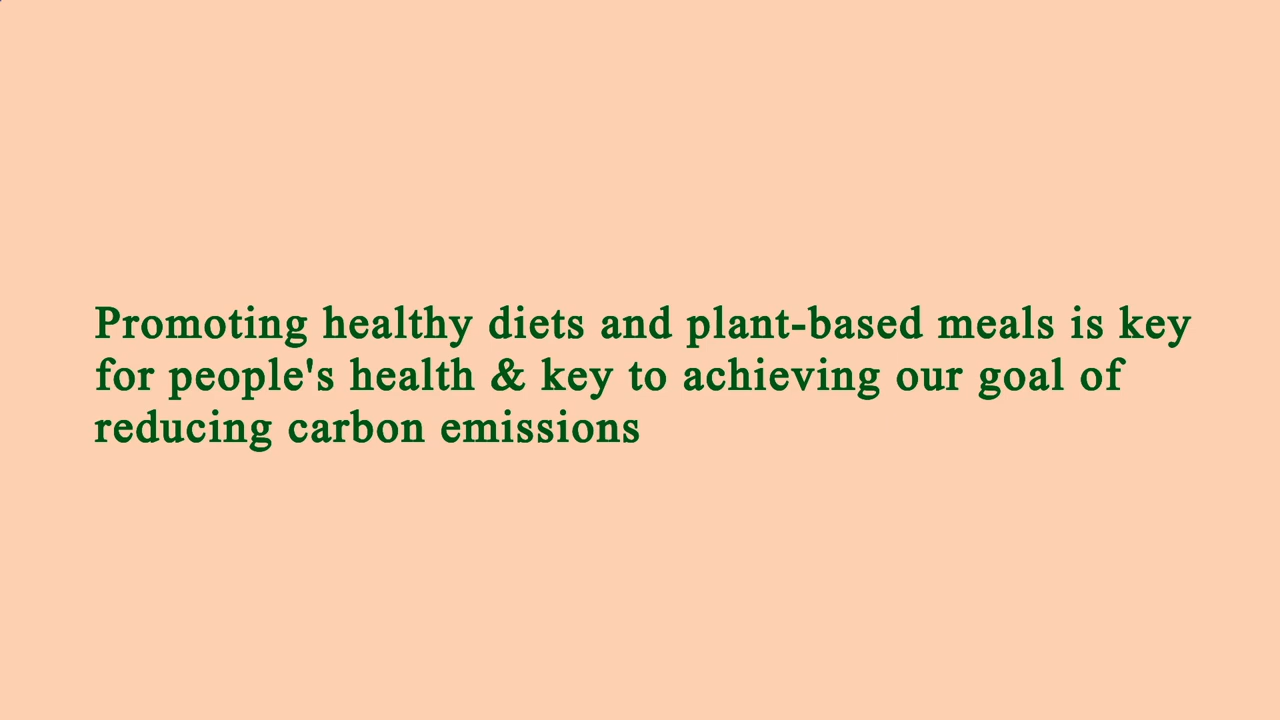 Promoting healthy diets and plant-based meals is key
for people's health & key to achieving our goal of
reducing carbon emissions